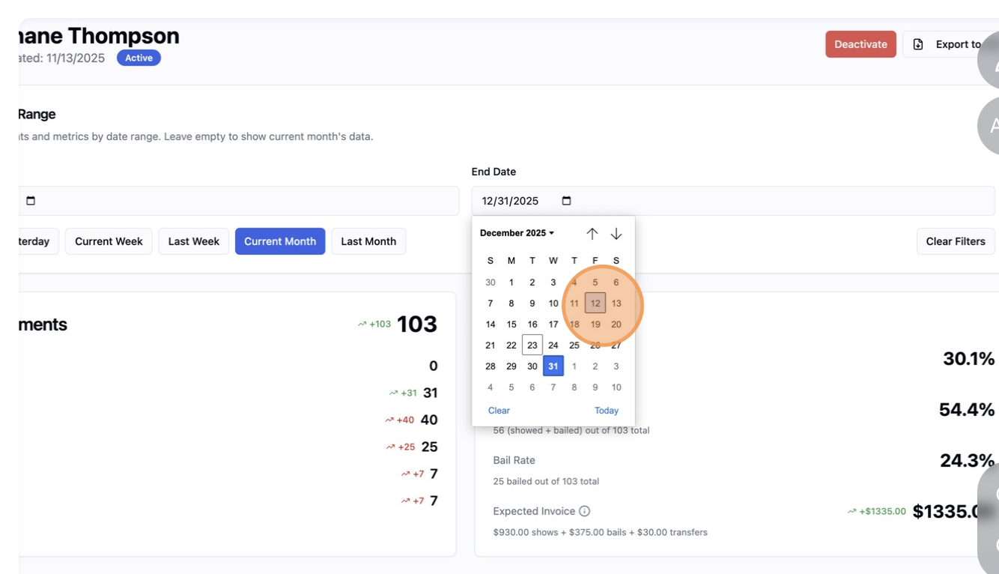 hane Thompson
ated: 11/13/2025 Active
Deactivate
Export to
Range
ts and metrics by date range. Leave empty to show current month's data.
End Date
12/31/2025
terday
Current Week
Last Week
Current Month
Last Month
Clear Filters
December 2025
S M T W T F S
30 1 2 3 4 5 6
7 8 9 10 11 12 13
14 15 16 17 18 19 20
21 22 23 24 25 26 27
28 29 30 31 1 2 3
4 5 6 7 8 9 10
Clear Today
ments
+103 103
0
+31 31
+40 40
+25 25
+7 7
+7 7
30.1%
54.4%
56 (showed + bailed) out of 103 total
Bail Rate
24.3%
25 bailed out of 103 total
Expected Invoice
+$1335.00 $1335.0
$930.00 shows + $375.00 bails + $30.00 transfers